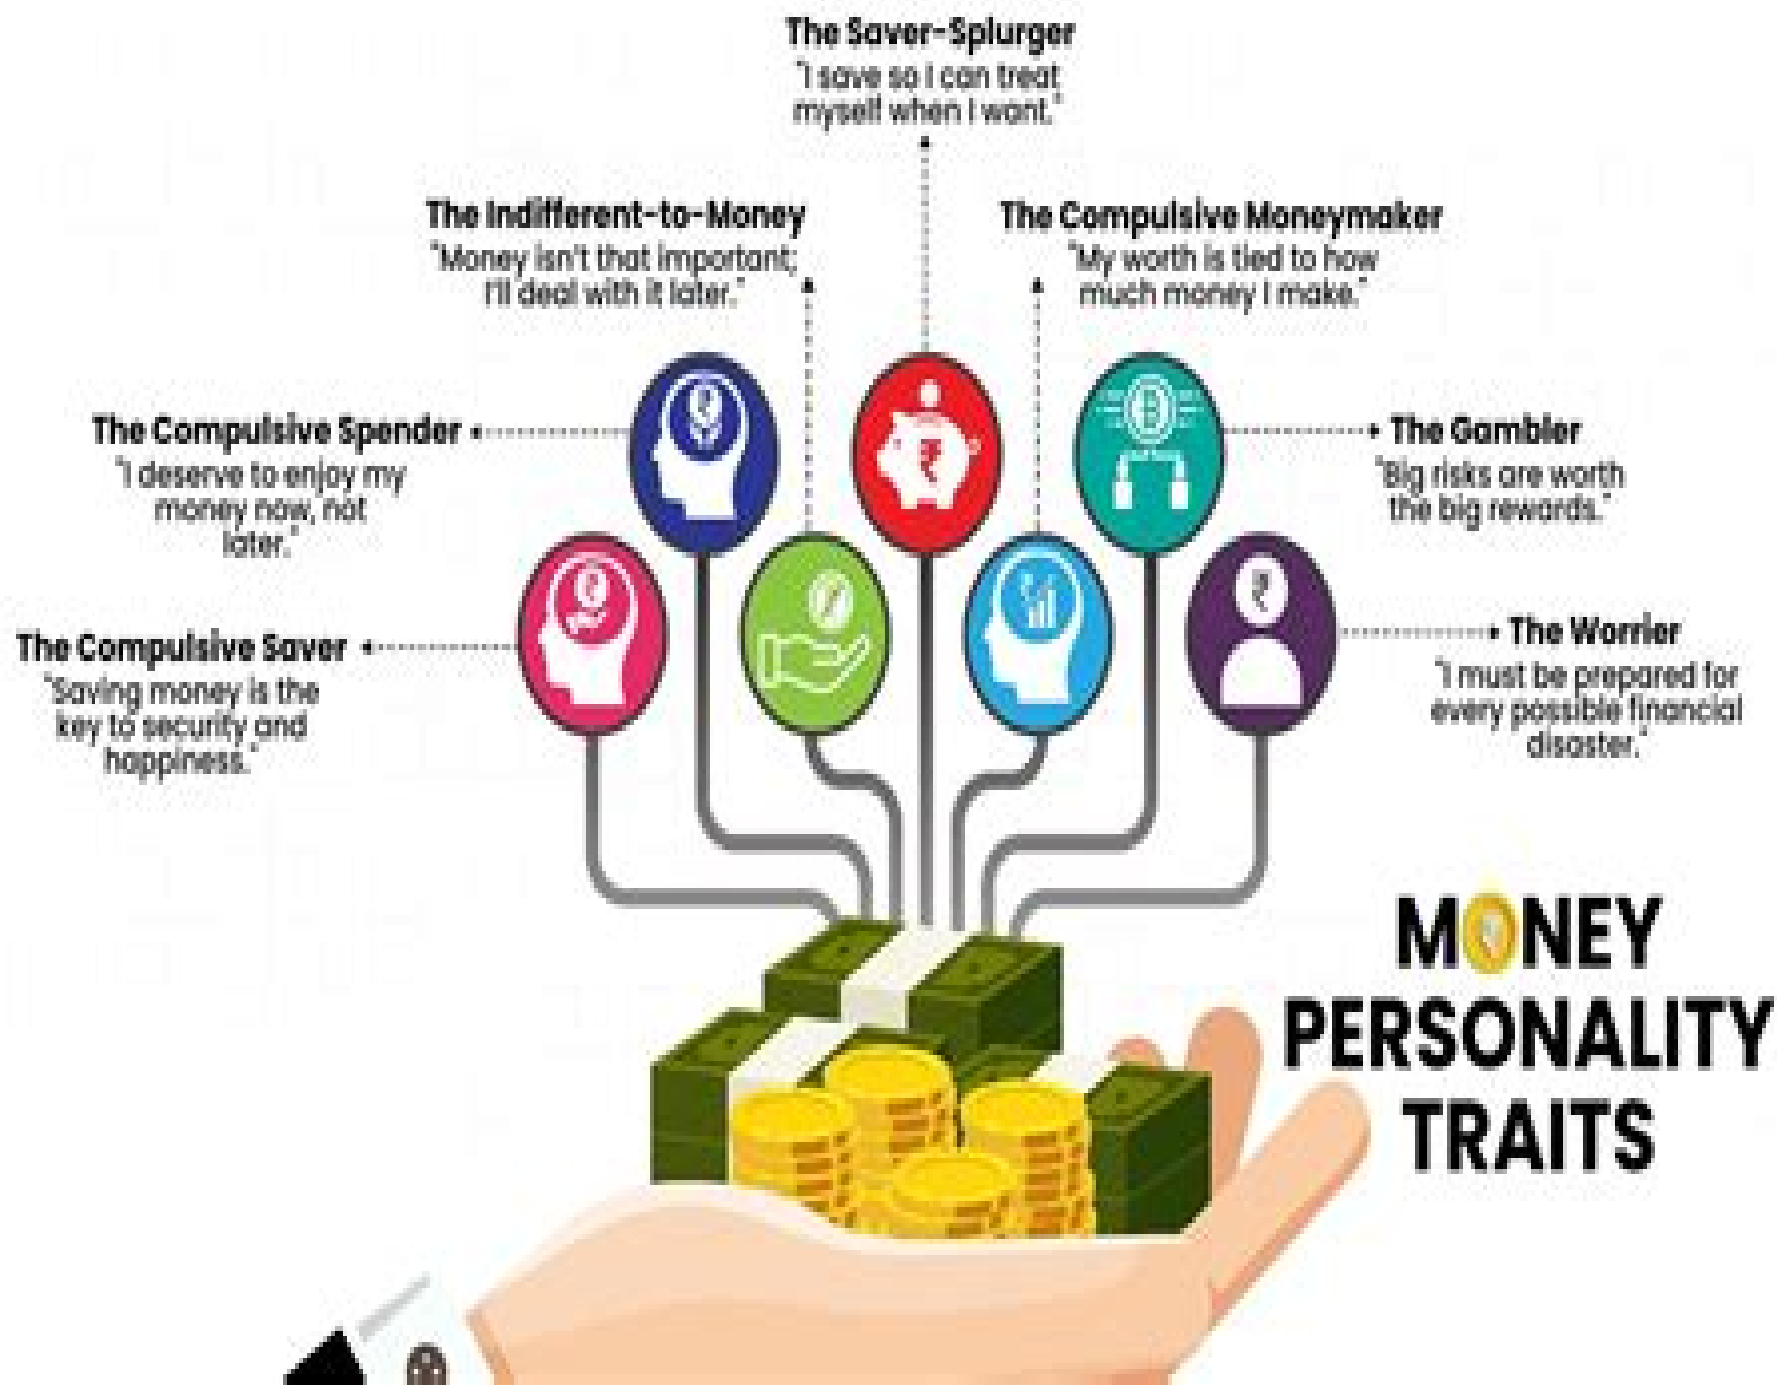 The Saver-Splurger
"I save so I can treat
myself when I want."
The Indifferent-to-Money
"Money isn't that important;
I'll deal with it later."
The Compulsive Moneymaker
"My worth is tied to how
much money I make."
The Compulsive Spender
"I deserve to enjoy my
money now, not
later."
The Gambler
"Big risks are worth
the big rewards."
The Compulsive Saver
"Saving money is the
key to security and
happiness."
The Worrier
"I must be prepared for
every possible financial
disaster."
MONEY
PERSONALITY
TRAITS